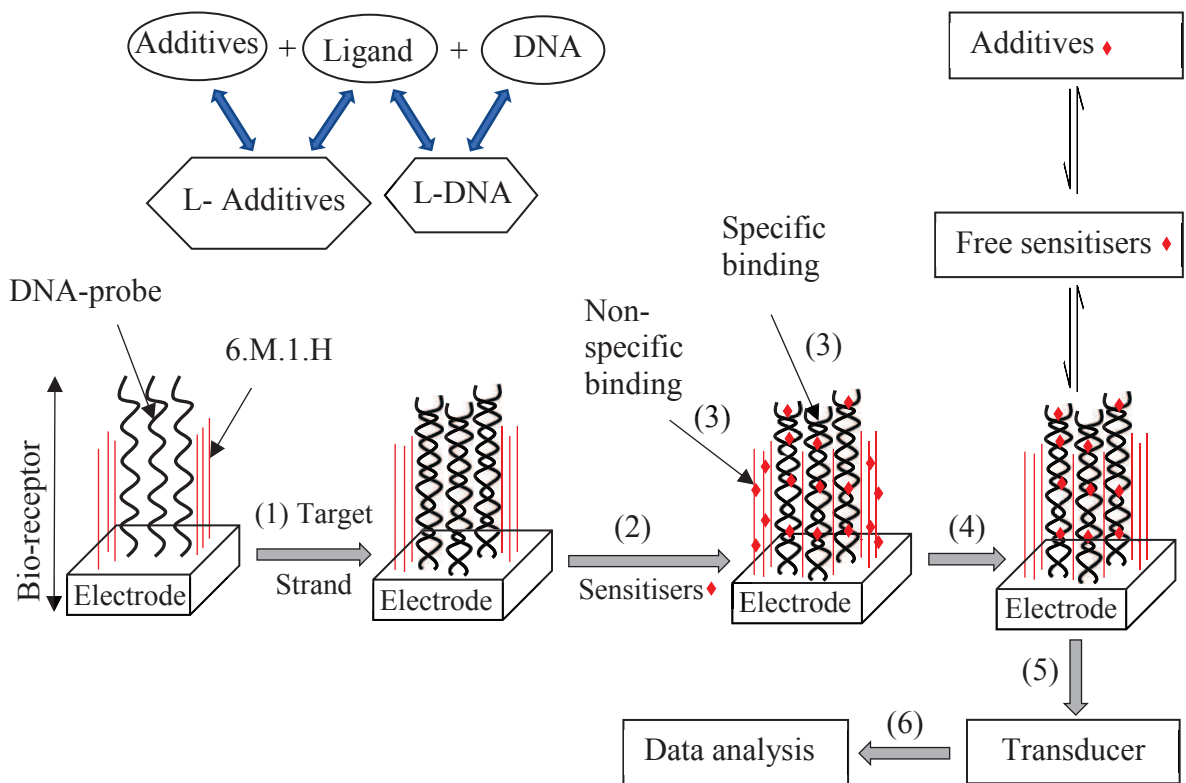 Additives + Ligand + DNA
L- Additives
L-DNA
Additives
Free sensitisers
Specific
binding
Non-
specific
binding
(3)
(3)
DNA-probe
6.M.1.H
Bio-receptor
Electrode
(1) Target
Strand
Electrode
(2)
Sensitisers
Electrode
(4)
Electrode
(5)
Transducer
(6)
Data analysis